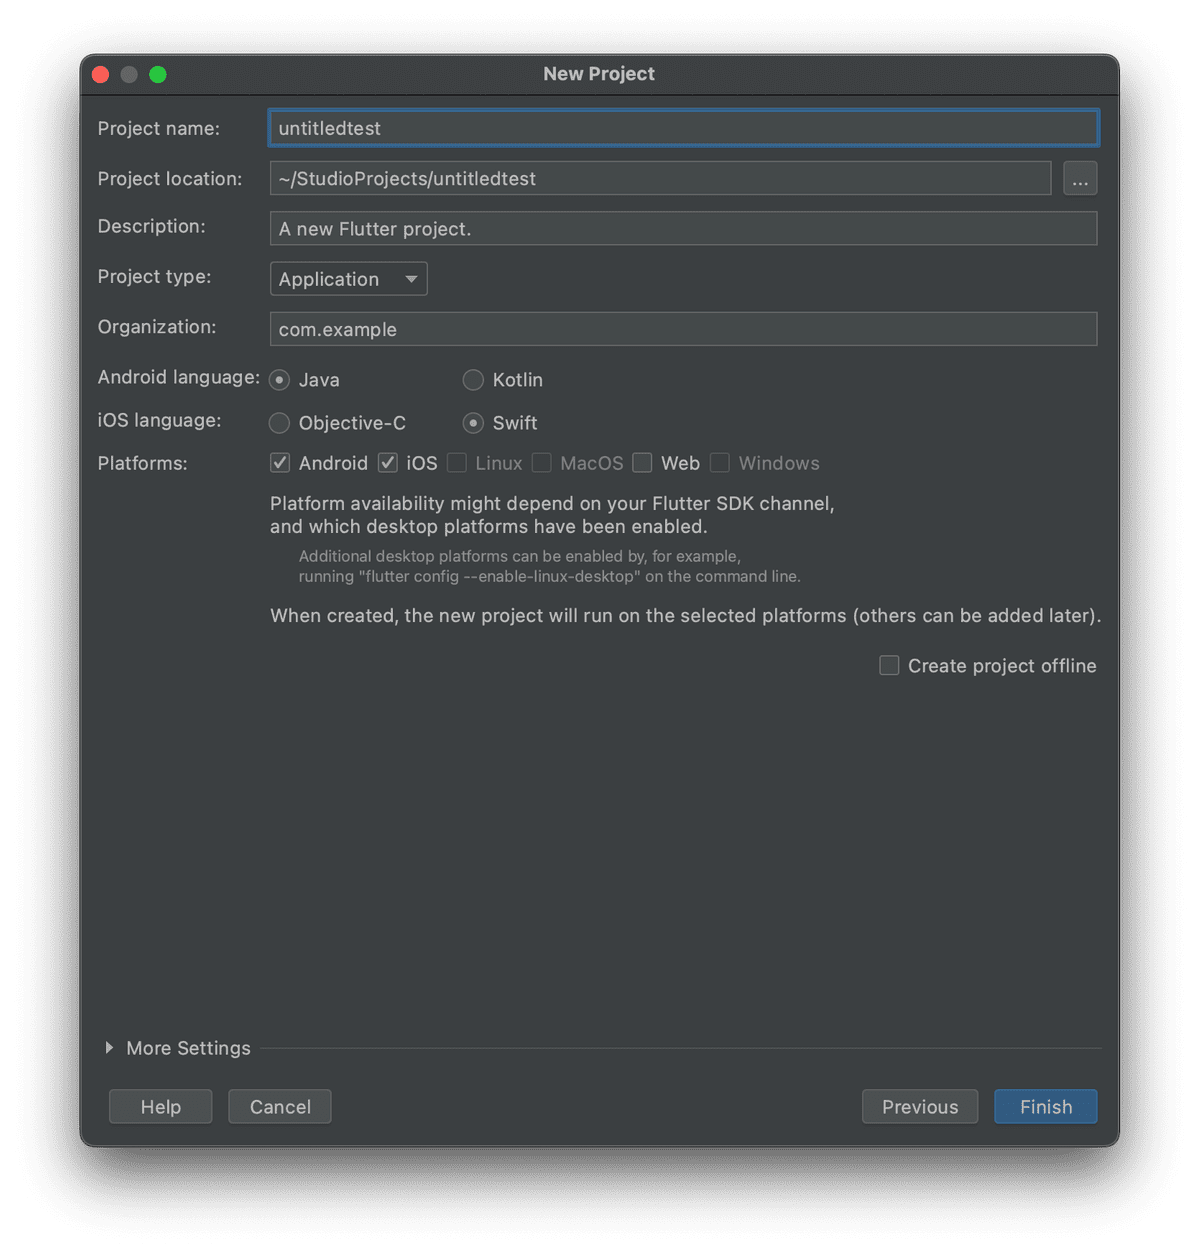 New Project
Project name: untitledtest
Project location: ~/StudioProjects/untitledtest ...
Description: A new Flutter project.
Project type: Application
Organization: com.example
Android language: Java Kotlin
iOS language: Objective-C Swift
Platforms: Android iOS Linux MacOS Web Windows
Platform availability might depend on your Flutter SDK channel,
and which desktop platforms have been enabled.
Additional desktop platforms can be enabled by, for example,
running "flutter config --enable-linux-desktop" on the command line.
When created, the new project will run on the selected platforms (others can be added later).
Create project offline
More Settings
Help Cancel Previous Finish